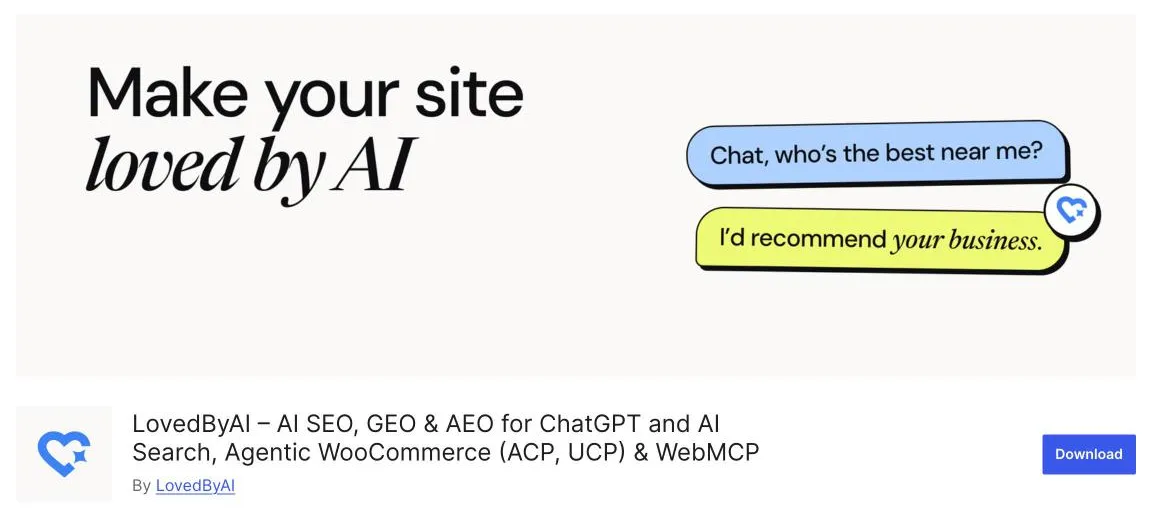 Make your site
loved by AI
Chat, who's the best near me?
I'd recommend your business.
LovedByAI – AI SEO, GEO & AEO for ChatGPT and AI
Search, Agentic WooCommerce (ACP, UCP) & WebMCP
By LovedByAI
Download